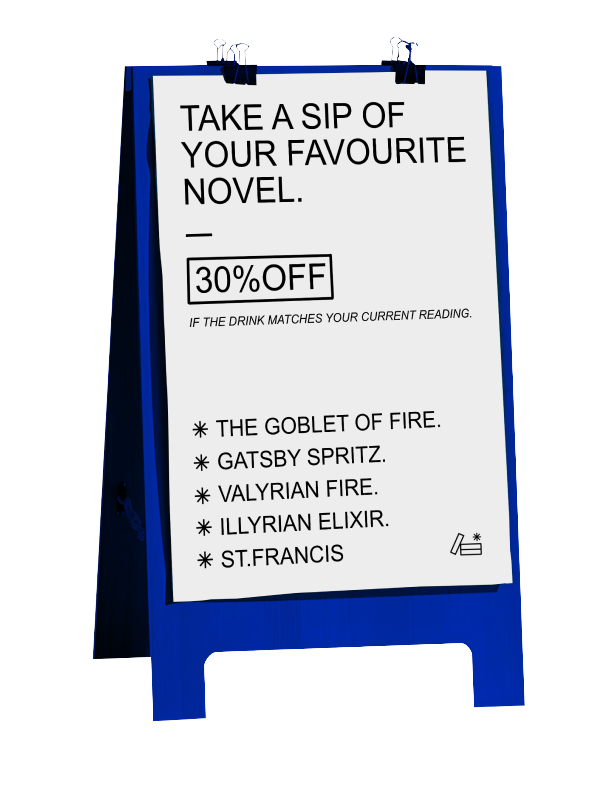 TAKE A SIP OF
YOUR FAVOURITE
NOVEL.
—
30%OFF
IF THE DRINK MATCHES YOUR CURRENT READING.
✳ THE GOBLET OF FIRE.
✳ GATSBY SPRITZ.
✳ VALYRIAN FIRE.
✳ ILLYRIAN ELIXIR.
✳ ST.FRANCIS